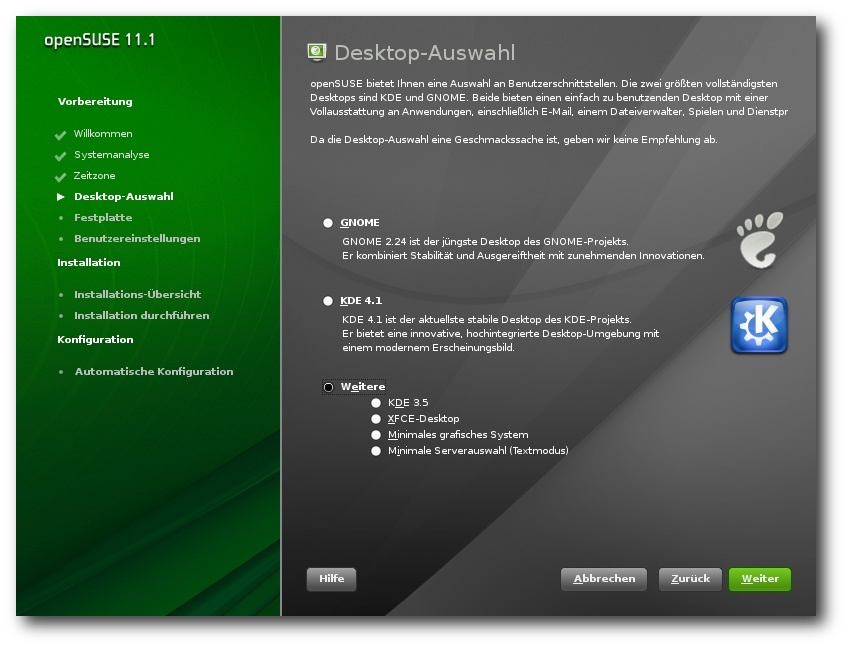 openSUSE 11.1
Vorbereitung
Willkommen
Systemanalyse
Zeitzone
Desktop-Auswahl
Festplatte
Benutzereinstellungen
Installation
Installations-Übersicht
Installation durchführen
Konfiguration
Automatische Konfiguration
Desktop-Auswahl
openSUSE bietet Ihnen eine Auswahl an Benutzerschnittstellen. Die zwei größten vollständigsten
Desktops sind KDE und GNOME. Beide bieten einen einfach zu benutzenden Desktop mit einer
Vollausstattung an Anwendungen, einschließlich E-Mail, einem Dateiverwalter, Spielen und Dienstpr
Da die Desktop-Auswahl eine Geschmackssache ist, geben wir keine Empfehlung ab.
GNOME
GNOME 2.24 ist der jüngste Desktop des GNOME-Projekts.
Er kombiniert Stabilität und Ausgereiftheit mit zunehmenden Innovationen.
KDE 4.1
KDE 4.1 ist der aktuellste stabile Desktop des KDE-Projekts.
Er bietet eine innovative, hochintegrierte Desktop-Umgebung mit
einem modernem Erscheinungsbild.
Weitere
KDE 3.5
XFCE-Desktop
Minimales grafisches System
Minimale Serverauswahl (Textmodus)
Hilfe
Abbrechen
Zurück
Weiter